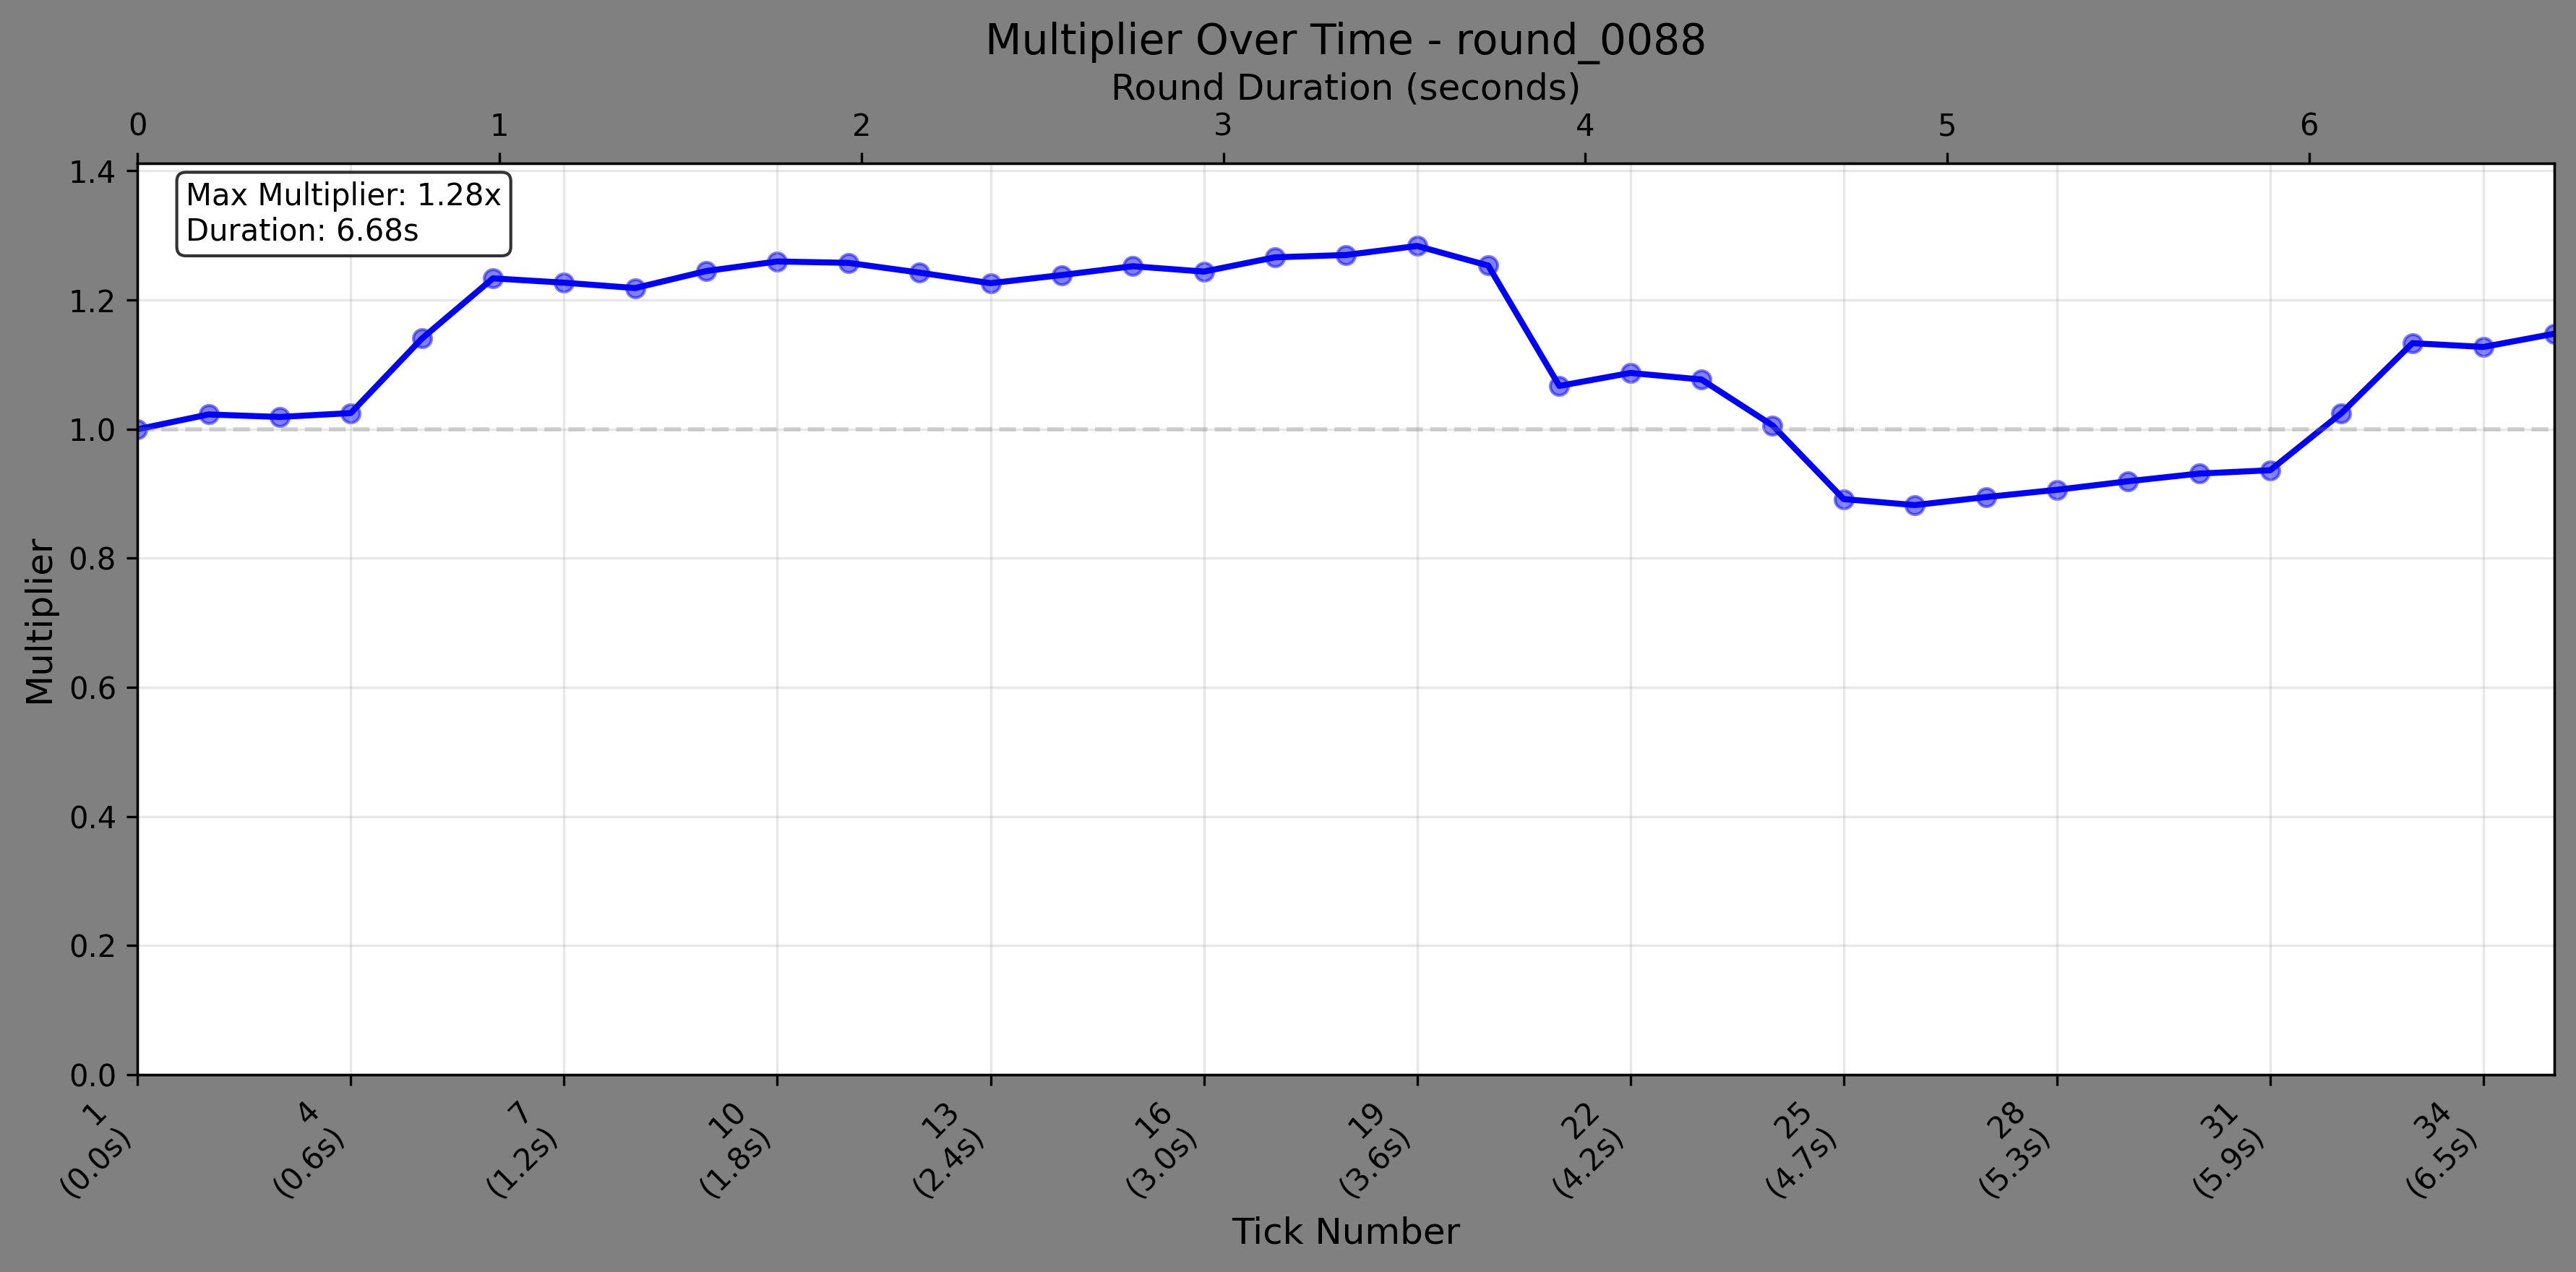 Multiplier Over Time - round_0088
Round Duration (seconds)
0 1 2 3 4 5 6
Max Multiplier: 1.28x
Duration: 6.68s
Multiplier
1.4
1.2
1.0
0.8
0.6
0.4
0.2
0.0
1
(0.0s)
4
(0.6s)
7
(1.2s)
10
(1.8s)
13
(2.4s)
16
(3.0s)
19
(3.6s)
22
(4.2s)
25
(4.7s)
28
(5.3s)
31
(5.9s)
34
(6.5s)
Tick Number